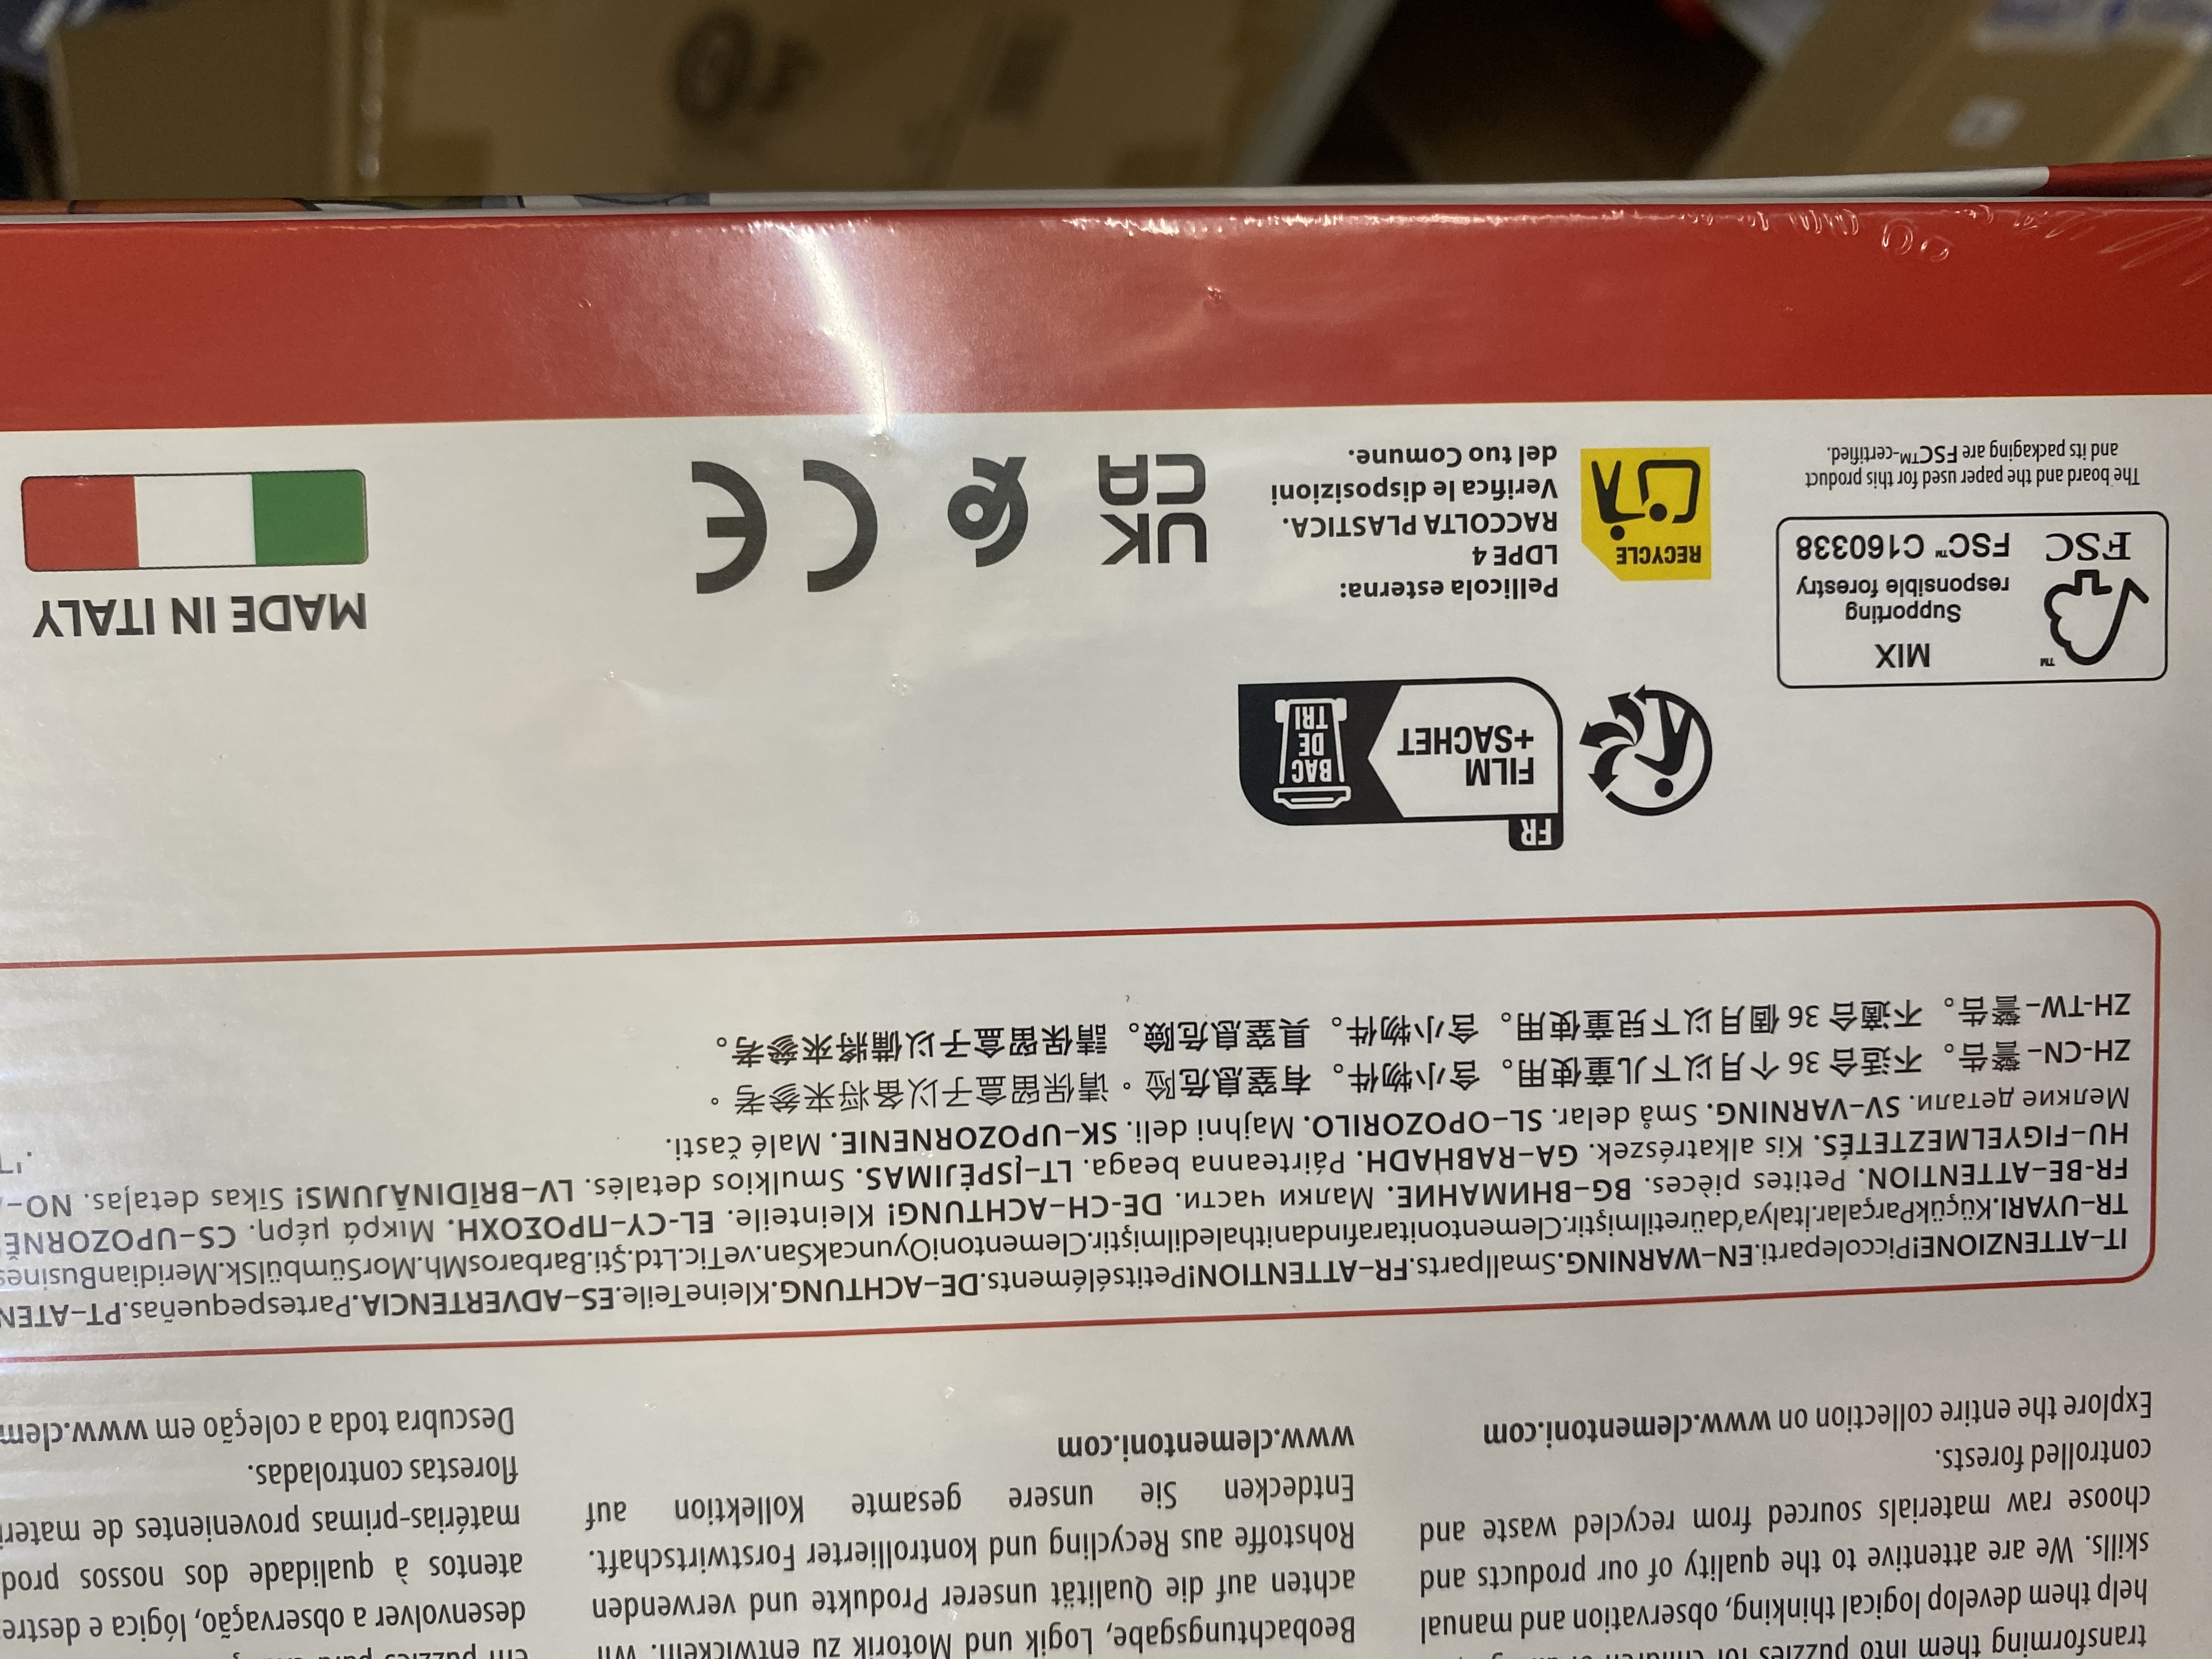 transforming them into puzzles for children of
help them develop logical thinking, observation and manual
skills. We are attentive to the quality of our products and
choose raw materials sourced from recycled waste and
controlled forests.
Explore the entire collection on www.clementoni.com
Beobachtungsgabe, Logik und Motorik zu entwickeln. Wir
achten auf die Qualität unserer Produkte und verwenden
Rohstoffe aus Recycling und kontrollierter Forstwirtschaft.
Entdecken Sie unsere gesamte Kollektion auf
www.clementoni.com
em puzzles para
desenvolver a observação, lógica e destre
atentos à qualidade dos nossos prod
matérias-primas provenientes de materi
florestas controladas.
Descubra toda a coleção em www.clem
IT–ATTENZIONE!Piccoleparti.EN–WARNING.Smallparts.FR–ATTENTION!Petitséléments.DE–ACHTUNG.KleineTeile.ES–ADVERTENCIA.Partespequeñas.PT–ATEN
TR–UYARI.KüçükParçalar.İtalya'daüretilmiştir.Clementonitarafındanithaledilmiştir.ClementoniOyuncakSan.veTic.Ltd.Şti.BarbarosMh.MorSümbülSk.MeridianBusines
FR-BE–ATTENTION. Petites pièces. BG–ВНИМАНИЕ. Малки части. DE-CH–ACHTUNG! Kleinteile. EL-CY–ΠΡΟΣΟΧΗ. Μικρά μέρη. CS–UPOZORNĚ
HU–FIGYELMEZTETÉS. Kis alkatrészek. GA–RABHADH. Páirteanna beaga. LT–ĮSPĖJIMAS. Smulkios detalės. LV–BRĪDINĀJUMS! Sīkas detaļas. NO–
Мелкие детали. SV–VARNING. Små delar. SL–OPOZORILO. Majhni deli. SK–UPOZORNENIE. Malé časti.
ZH-CN–警告。不适合 36 个月以下儿童使用。含小物件。有窒息危险。请保留盒子以备将来參考。
ZH-TW–警告。不適合 36 個月以下兒童使用。含小物件。具窒息危險。請保留盒子以備將來參考。
FR
FILM
+SACHET
BAC
DE
TRI
MIX
Supporting
responsible forestry
FSC™ C160338
FSC
The board and the paper used for this product
and its packaging are FSC™-certified.
RECYCLE
Pellicola esterna:
LDPE 4
RACCOLTA PLASTICA.
Verifica le disposizioni
del tuo Comune.
UK
CA
CE
MADE IN ITALY